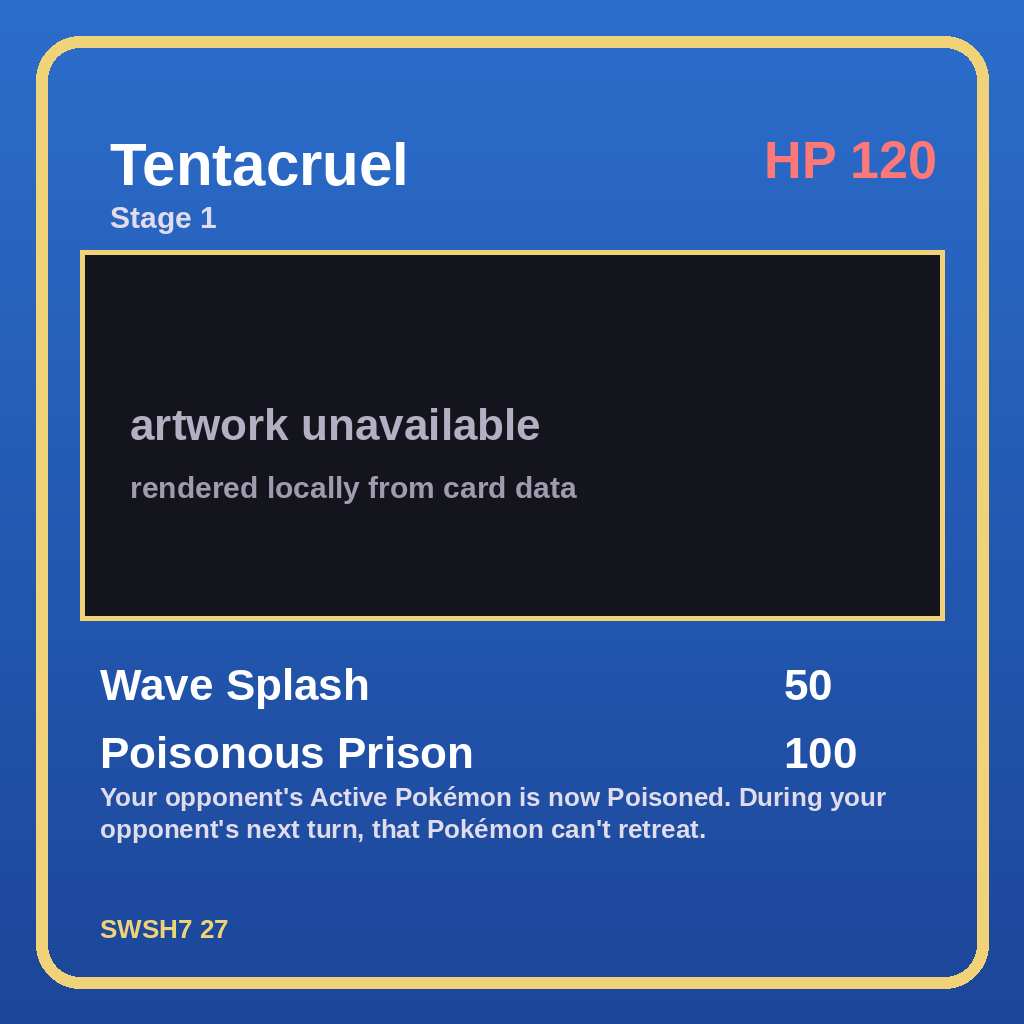 Tentacruel
HP 120
Stage 1
artwork unavailable
rendered locally from card data
Wave Splash 50
Poisonous Prison 100
Your opponent's Active Pokémon is now Poisoned. During your
opponent's next turn, that Pokémon can't retreat.
SWSH7 27